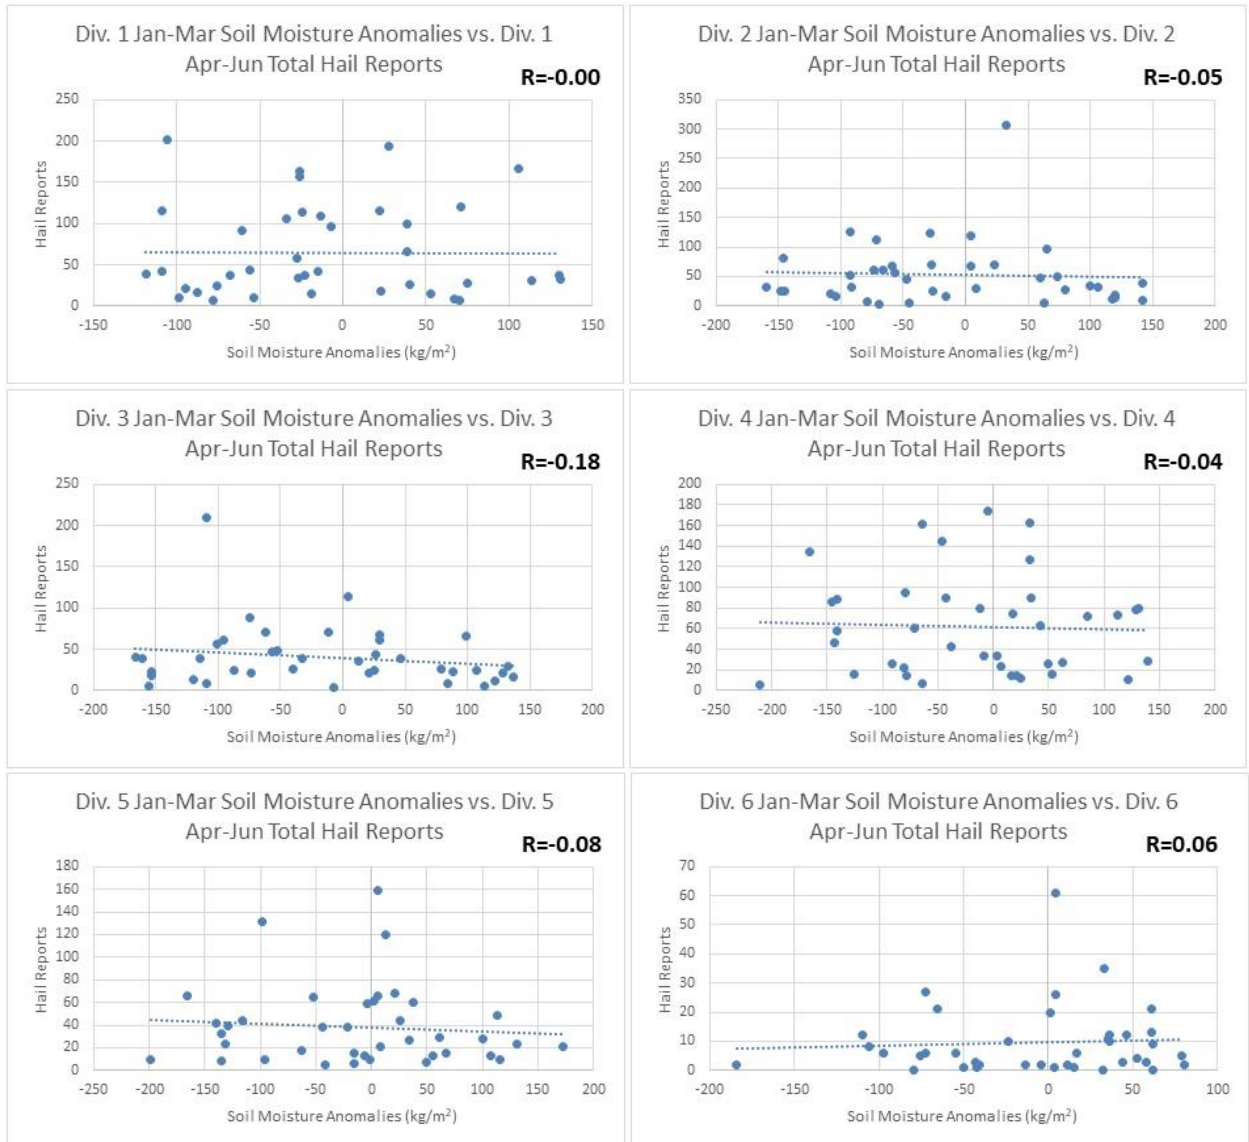 Div. 1 Jan-Mar Soil Moisture Anomalies vs. Div. 1
Apr-Jun Total Hail Reports
R=-0.00
250
200
150
100
50
0
-150 -100 -50 0 50 100 150
Hail Reports
Soil Moisture Anomalies (kg/m²)
Div. 2 Jan-Mar Soil Moisture Anomalies vs. Div. 2
Apr-Jun Total Hail Reports
R=-0.05
350
300
250
200
150
100
50
0
-200 -150 -100 -50 0 50 100 150 200
Hail Reports
Soil Moisture Anomalies (kg/m²)
Div. 3 Jan-Mar Soil Moisture Anomalies vs. Div. 3
Apr-Jun Total Hail Reports
R=-0.18
250
200
150
100
50
0
-200 -150 -100 -50 0 50 100 150 200
Hail Reports
Soil Moisture Anomalies (kg/m²)
Div. 4 Jan-Mar Soil Moisture Anomalies vs. Div. 4
Apr-Jun Total Hail Reports
R=-0.04
200
180
160
140
120
100
80
60
40
20
0
-250 -200 -150 -100 -50 0 50 100 150 200
Hail Reports
Soil Moisture Anomalies (kg/m²)
Div. 5 Jan-Mar Soil Moisture Anomalies vs. Div. 5
Apr-Jun Total Hail Reports
R=-0.08
180
160
140
120
100
80
60
40
20
0
-250 -200 -150 -100 -50 0 50 100 150 200
Hail Reports
Soil Moisture Anomalies (kg/m²)
Div. 6 Jan-Mar Soil Moisture Anomalies vs. Div. 6
Apr-Jun Total Hail Reports
R=0.06
70
60
50
40
30
20
10
0
-200 -150 -100 -50 0 50 100
Hail Reports
Soil Moisture Anomalies (kg/m²)